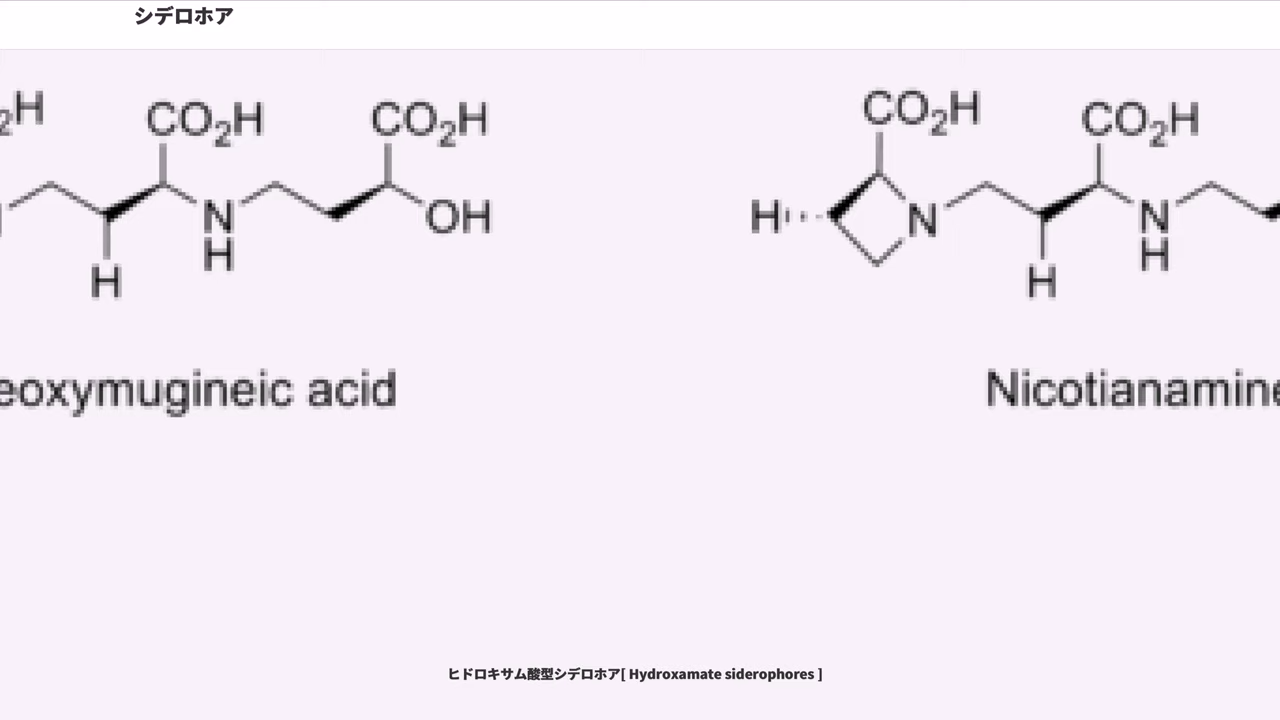 シデロホア
₂H
CO₂H
CO₂H
CO₂H
CO₂H
N
H
OH
H
H
N
N
H
H
eoxymugineic acid
Nicotianamine
ヒドロキサム酸型シデロホア[ Hydroxamate siderophores ]